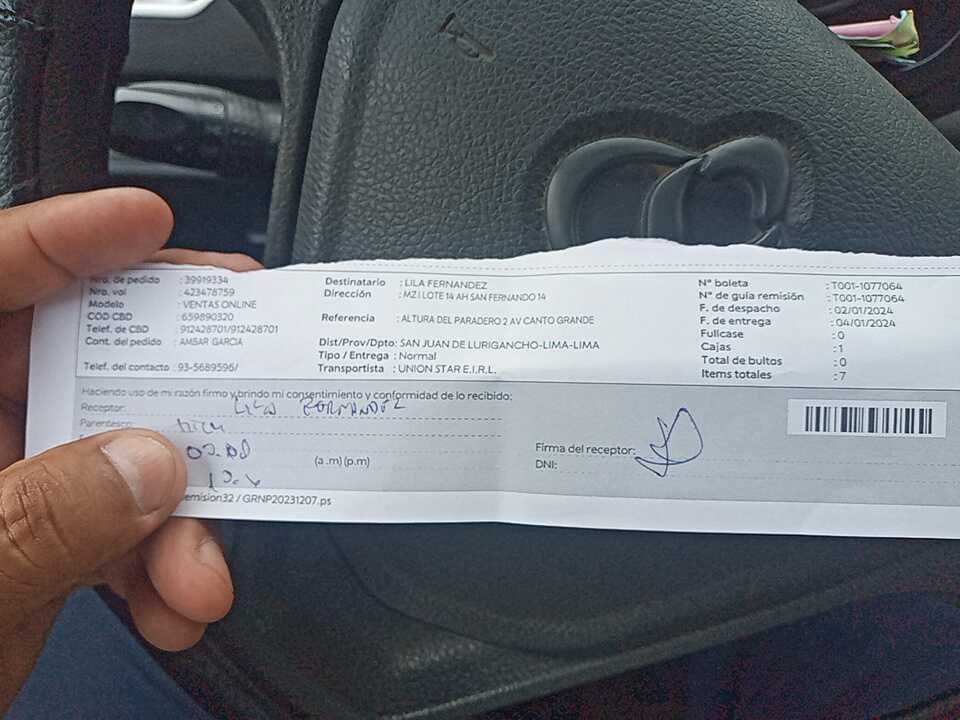 Nro. de pedido : 39919334
Nro. vol : 423478759
Modelo : VENTAS ONLINE
COD CBD : 659890320
Telef. de CBD : 912428701/912428701
Cont. del pedido : AMBAR GARCIA
Telef. del contacto : 93-5689596/
Destinatario : LILA FERNANDEZ
Dirección : MZ I LOTE 14 AH SAN FERNANDO 14
Referencia : ALTURA DEL PARADERO 2 AV CANTO GRANDE
Dist/Prov/Dpto: SAN JUAN DE LURIGANCHO-LIMA-LIMA
Tipo / Entrega : Normal
Transportista : UNION STAR E.I.R.L.
N° boleta : T001-1077064
N° de guía remisión : T001-1077064
F. de despacho : 02/01/2024
F. de entrega : 04/01/2024
Fullcase : 0
Cajas : 1
Total de bultos : 0
Items totales : 7
Haciendo uso de mi razón firmo y brindo mi consentimiento y conformidad de lo recibido:
Receptor: LILA FERNANDEZ
Parentesco:
(a .m) (p.m)
Firma del receptor:
DNI:
emision32 / GRNP20231207.ps